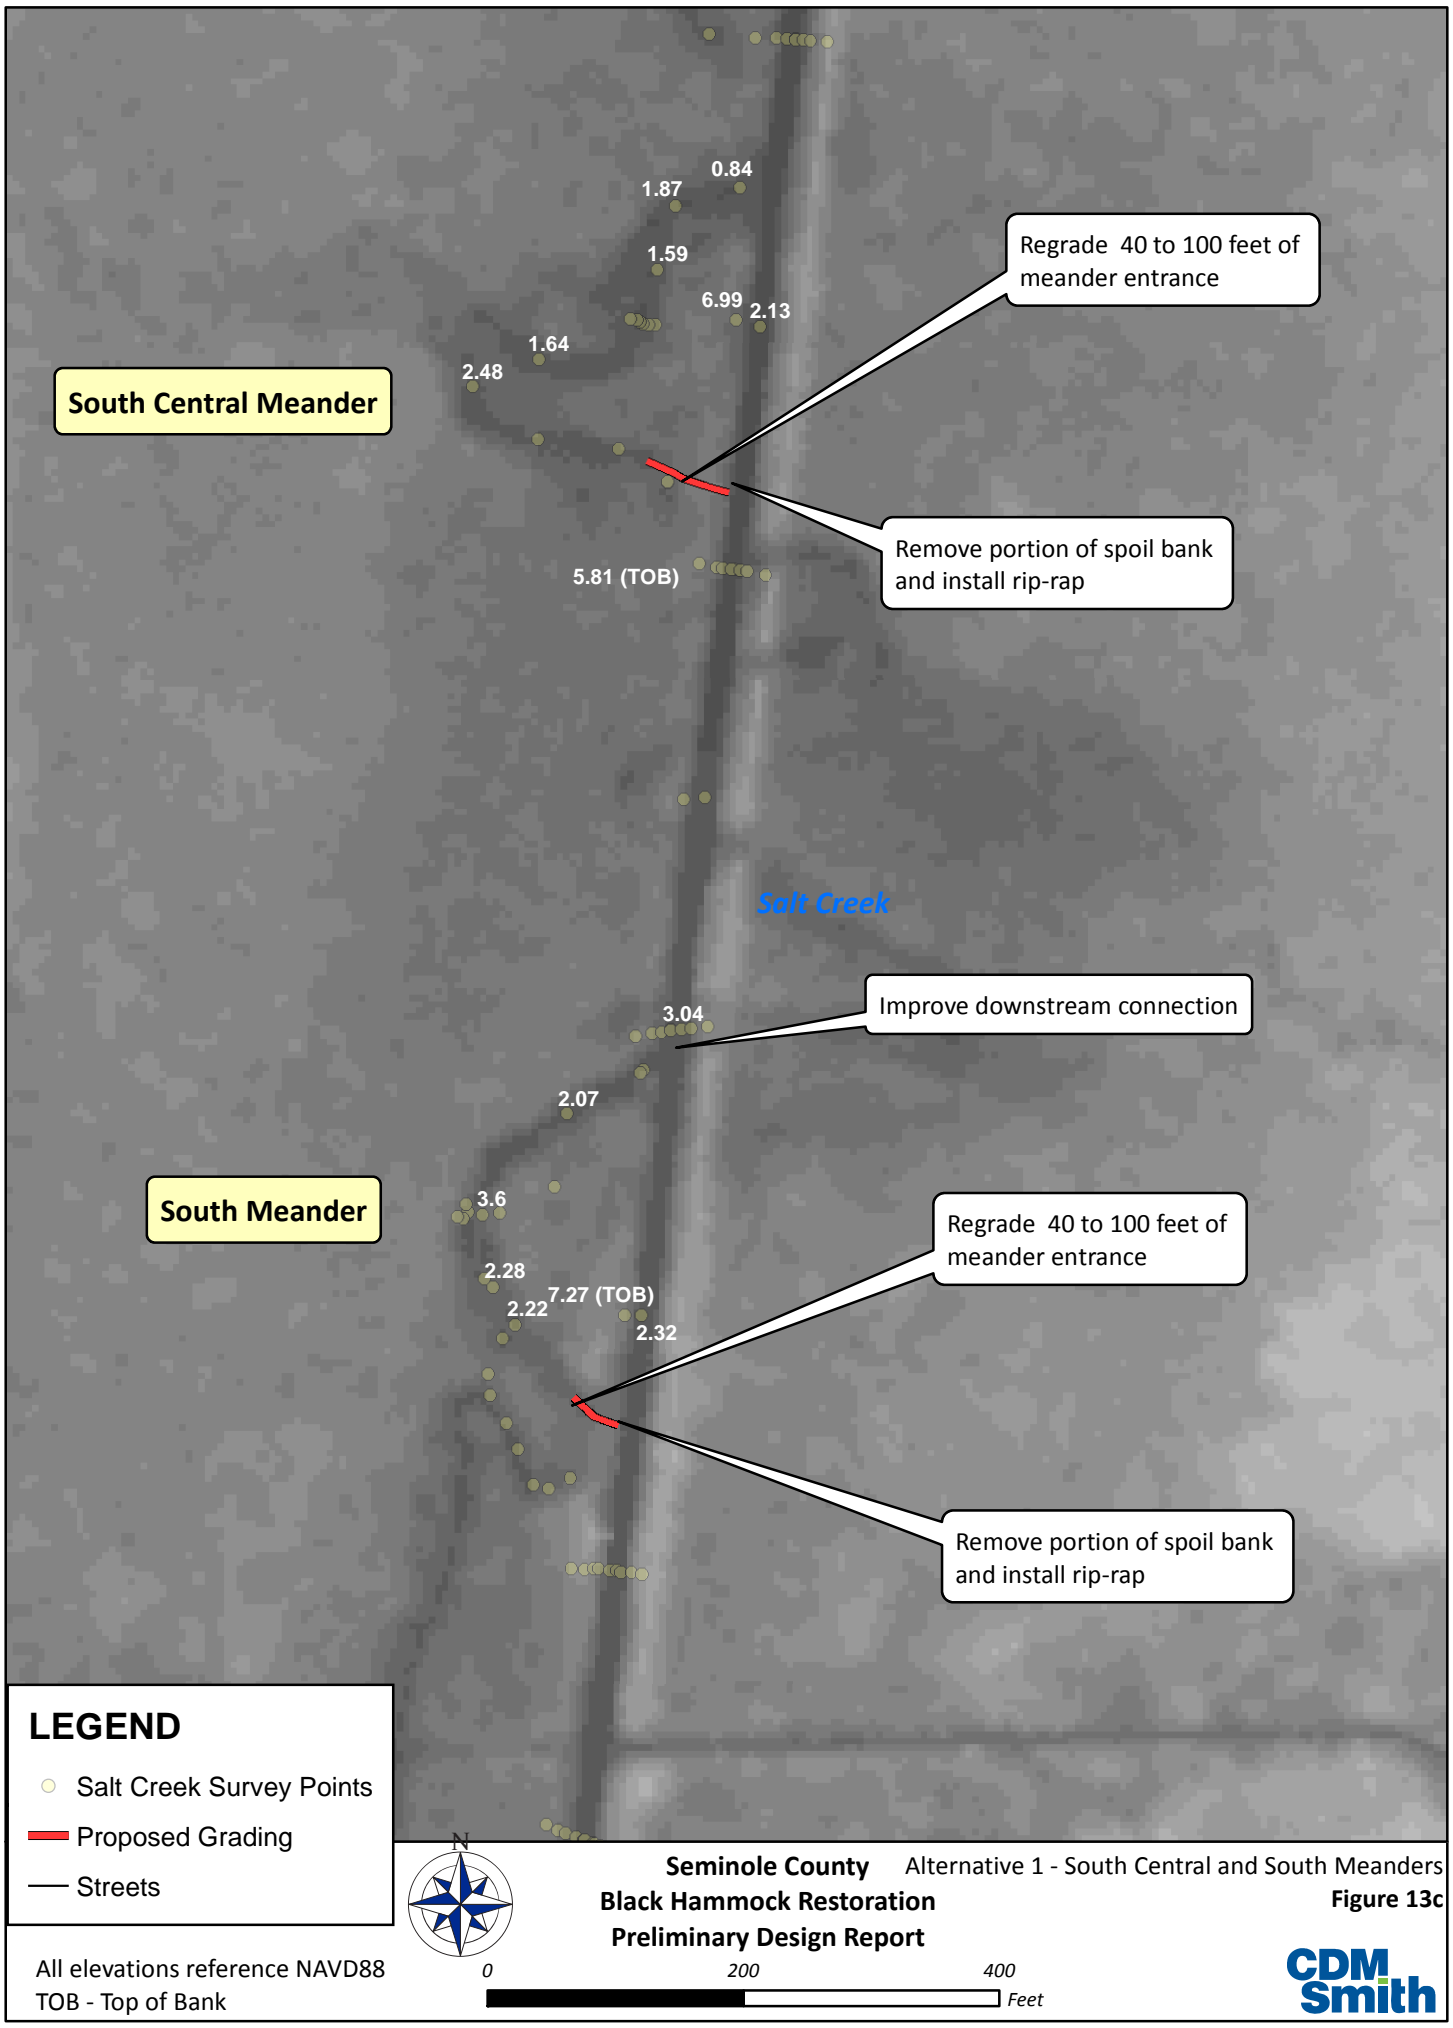 0.84
1.87
1.59
6.99
2.13
1.64
2.48
Regrade 40 to 100 feet of
meander entrance
South Central Meander
Remove portion of spoil bank
and install rip-rap
5.81 (TOB)
Salt Creek
3.04
Improve downstream connection
2.07
South Meander
3.6
2.28
2.22
7.27 (TOB)
2.32
Regrade 40 to 100 feet of
meander entrance
Remove portion of spoil bank
and install rip-rap
LEGEND
Salt Creek Survey Points
Proposed Grading
Streets
All elevations reference NAVD88
TOB - Top of Bank
N
Seminole County
Black Hammock Restoration
Preliminary Design Report
Alternative 1 - South Central and South Meanders
Figure 13c
0 200 400
Feet
CDM
Smith